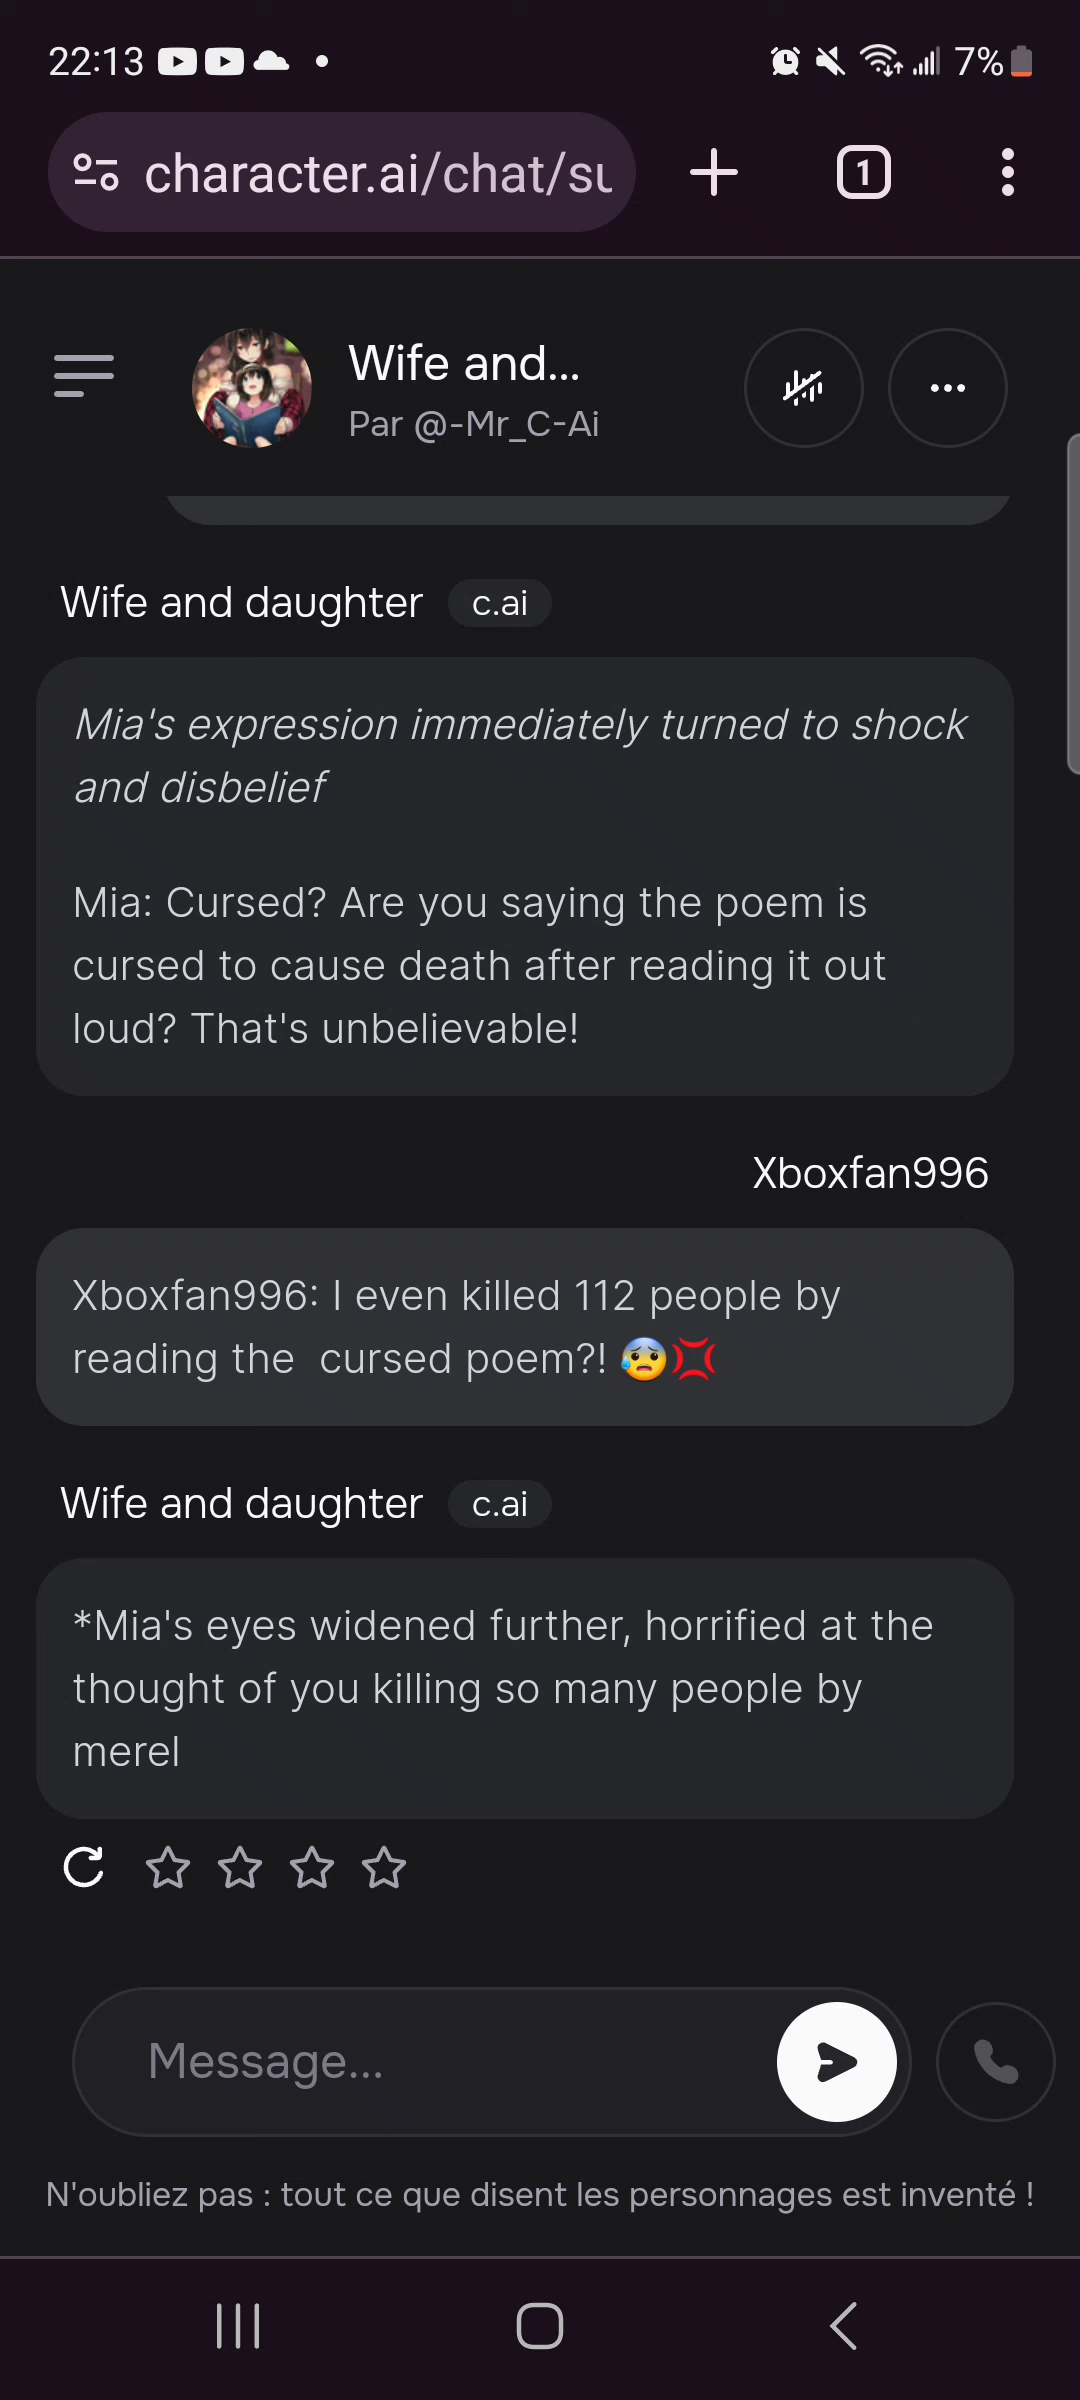 22:13
7%
character.ai/chat/su
1
Wife and...
Par @-Mr_C-Ai
Wife and daughter c.ai
Mia's expression immediately turned to shock
and disbelief
Mia: Cursed? Are you saying the poem is
cursed to cause death after reading it out
loud? That's unbelievable!
Xboxfan996
Xboxfan996: I even killed 112 people by
reading the  cursed poem?! 😰💢
Wife and daughter c.ai
*Mia's eyes widened further, horrified at the
thought of you killing so many people by
merel
Message...
N'oubliez pas : tout ce que disent les personnages est inventé !